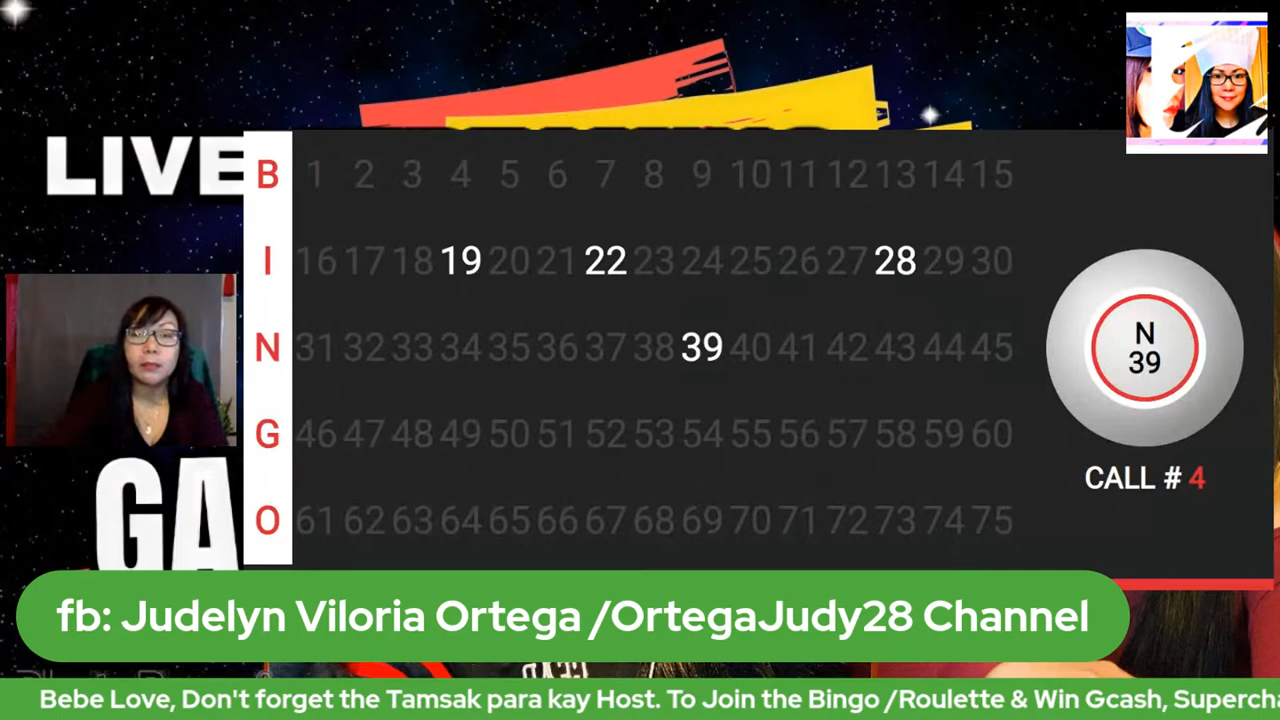 LIVE
B 1 2 3 4 5 6 7 8 9 10 11 12 13 14 15
I 16 17 18 19 20 21 22 23 24 25 26 27 28 29 30
N 31 32 33 34 35 36 37 38 39 40 41 42 43 44 45
G 46 47 48 49 50 51 52 53 54 55 56 57 58 59 60
O 61 62 63 64 65 66 67 68 69 70 71 72 73 74 75
N
39
CALL # 4
GA
fb: Judelyn Viloria Ortega /OrtegaJudy28 Channel
Bebe Love, Don't forget the Tamsak para kay Host. To Join the Bingo /Roulette & Win Gcash, Superch